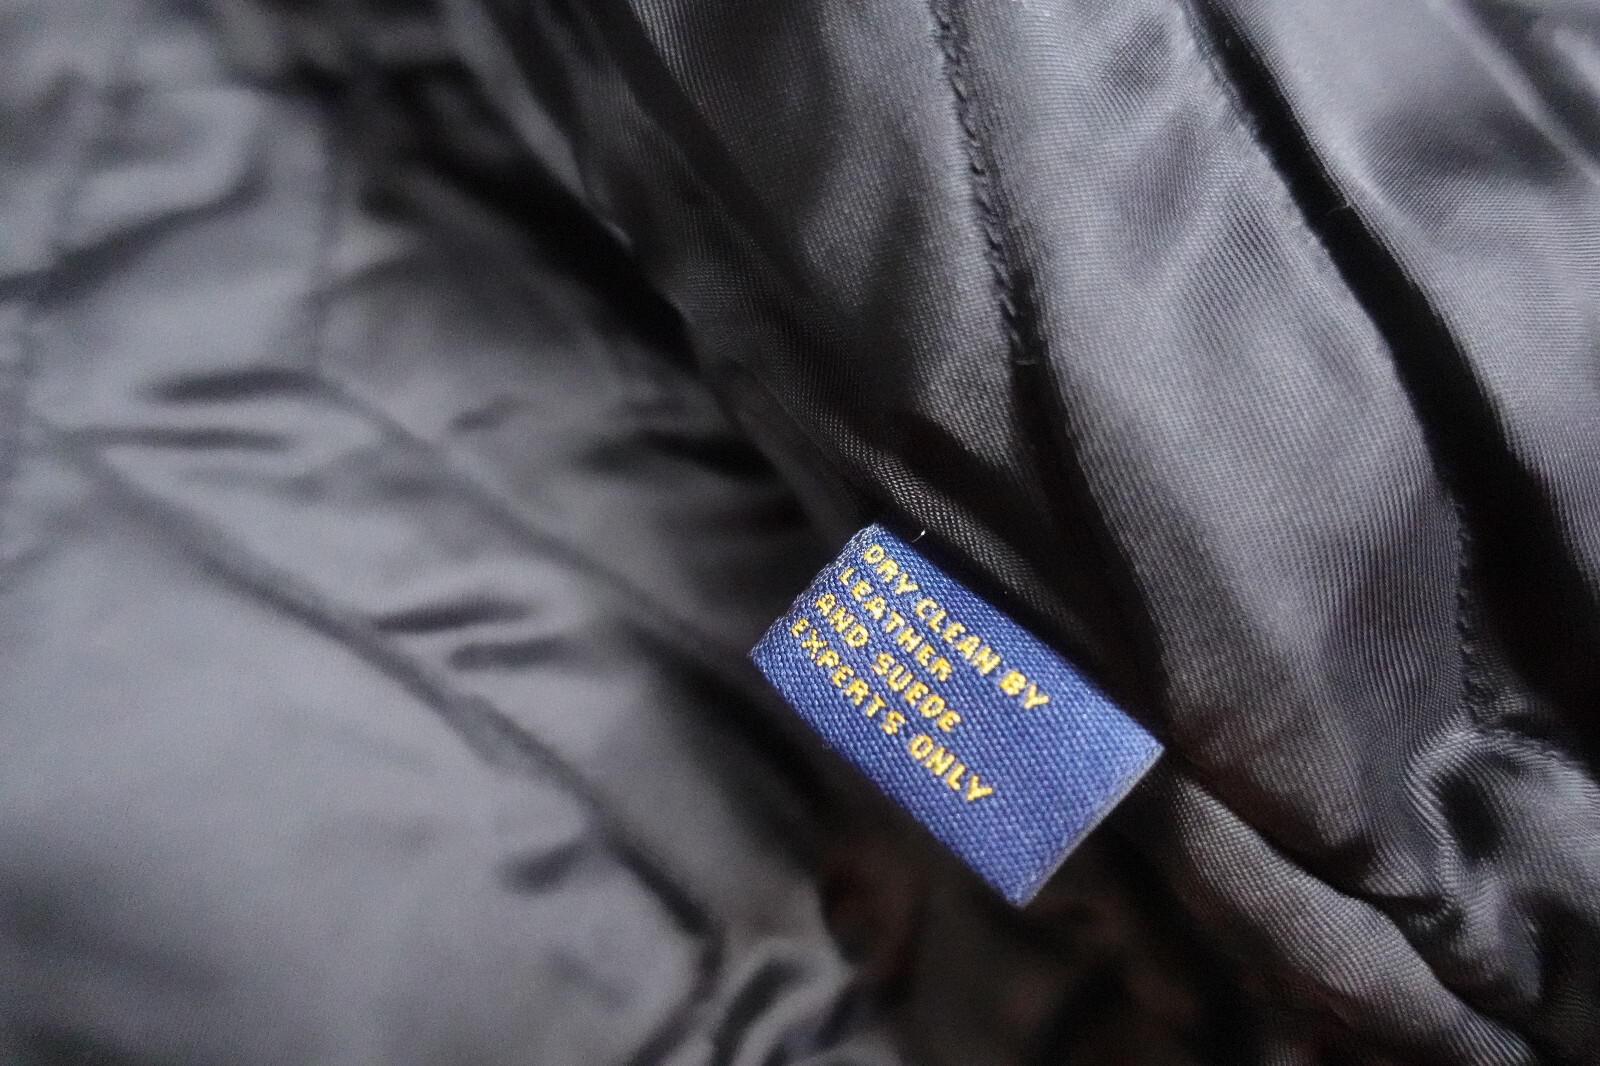 DRY CLEAN BY
LEATHER
AND SUEDE
EXPERTS ONLY